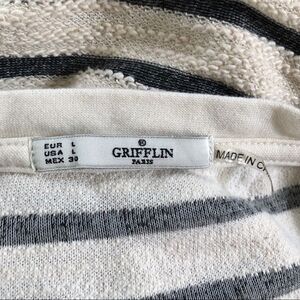 EUR L
USA L
MEX 30
®
GRIFFLIN
PARIS
MADE IN